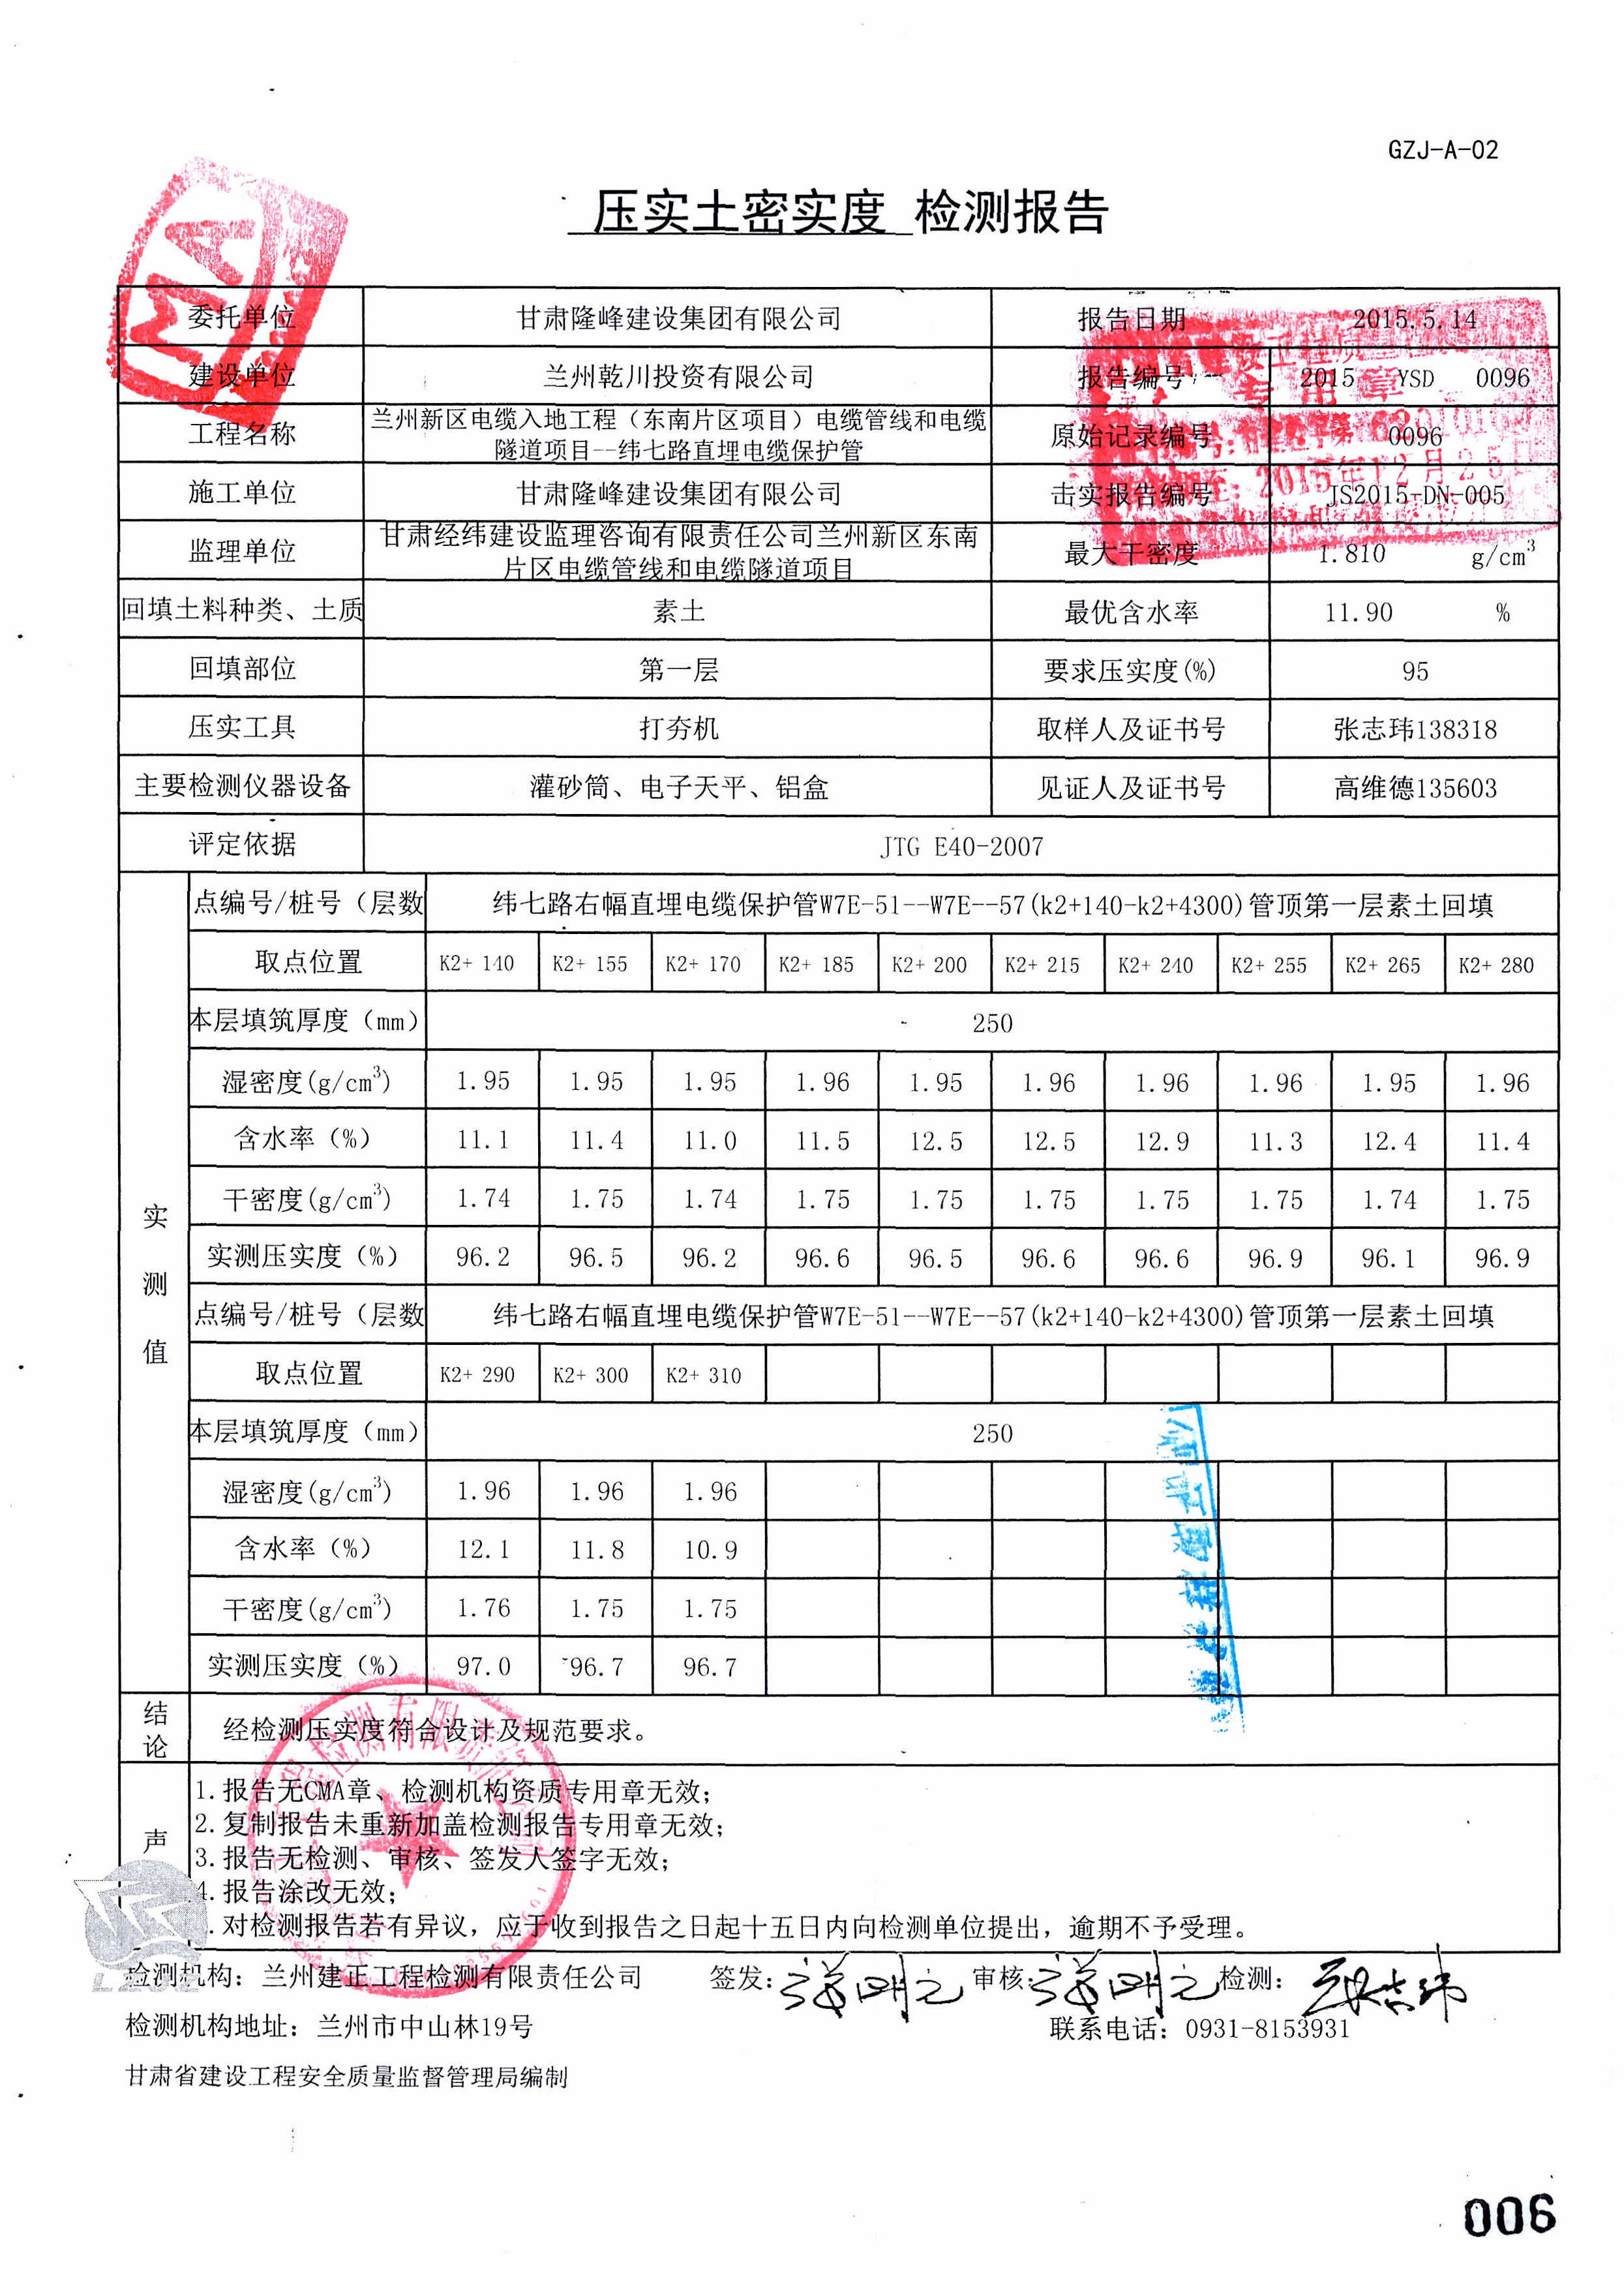 GZJ-A-02
压实土密实度 检测报告
委托单位 甘肃隆峰建设集团有限公司 报告日期 2015.5.14
建设单位 兰州乾川投资有限公司 报告编号 2015 YSD 0096
工程名称 兰州新区电缆入地工程（东南片区项目）电缆管线和电缆
隧道项目--纬七路直埋电缆保护管 原始记录编号 0096
施工单位 甘肃隆峰建设集团有限公司 击实报告编号 JS2015-DN-005
监理单位 甘肃经纬建设监理咨询有限责任公司兰州新区东南
片区电缆管线和电缆隧道项目 最大干密度 1.810 g/cm³
回填土料种类、土质 素土 最优含水率 11.90 %
回填部位 第一层 要求压实度(%) 95
压实工具 打夯机 取样人及证书号 张志玮138318
主要检测仪器设备 灌砂筒、电子天平、铝盒 见证人及证书号 高维德135603
评定依据 JTG E40-2007
实测值
点编号/桩号（层数 纬七路右幅直埋电缆保护管W7E-51--W7E--57(k2+140-k2+4300)管顶第一层素土回填
取点位置 K2+ 140 K2+ 155 K2+ 170 K2+ 185 K2+ 200 K2+ 215 K2+ 240 K2+ 255 K2+ 265 K2+ 280
本层填筑厚度（mm） 250
湿密度(g/cm³) 1.95 1.95 1.95 1.96 1.95 1.96 1.96 1.96 1.95 1.96
含水率（%） 11.1 11.4 11.0 11.5 12.5 12.5 12.9 11.3 12.4 11.4
干密度(g/cm³) 1.74 1.75 1.74 1.75 1.75 1.75 1.75 1.75 1.74 1.75
实测压实度（%） 96.2 96.5 96.2 96.6 96.5 96.6 96.6 96.9 96.1 96.9
点编号/桩号（层数 纬七路右幅直埋电缆保护管W7E-51--W7E--57(k2+140-k2+4300)管顶第一层素土回填
取点位置 K2+ 290 K2+ 300 K2+ 310
本层填筑厚度（mm） 250
湿密度(g/cm³) 1.96 1.96 1.96
含水率（%） 12.1 11.8 10.9
干密度(g/cm³) 1.76 1.75 1.75
实测压实度（%） 97.0 96.7 96.7
结论 经检测压实度符合设计及规范要求。
声
1.报告无CMA章、检测机构资质专用章无效；
2.复制报告未重新加盖检测报告专用章无效；
3.报告无检测、审核、签发人签字无效；
4.报告涂改无效；
.对检测报告若有异议，应于收到报告之日起十五日内向检测单位提出，逾期不予受理。
检测机构：兰州建正工程检测有限责任公司 签发： 审核： 检测：
检测机构地址：兰州市中山林19号 联系电话：0931-8153931
甘肃省建设工程安全质量监督管理局编制
006